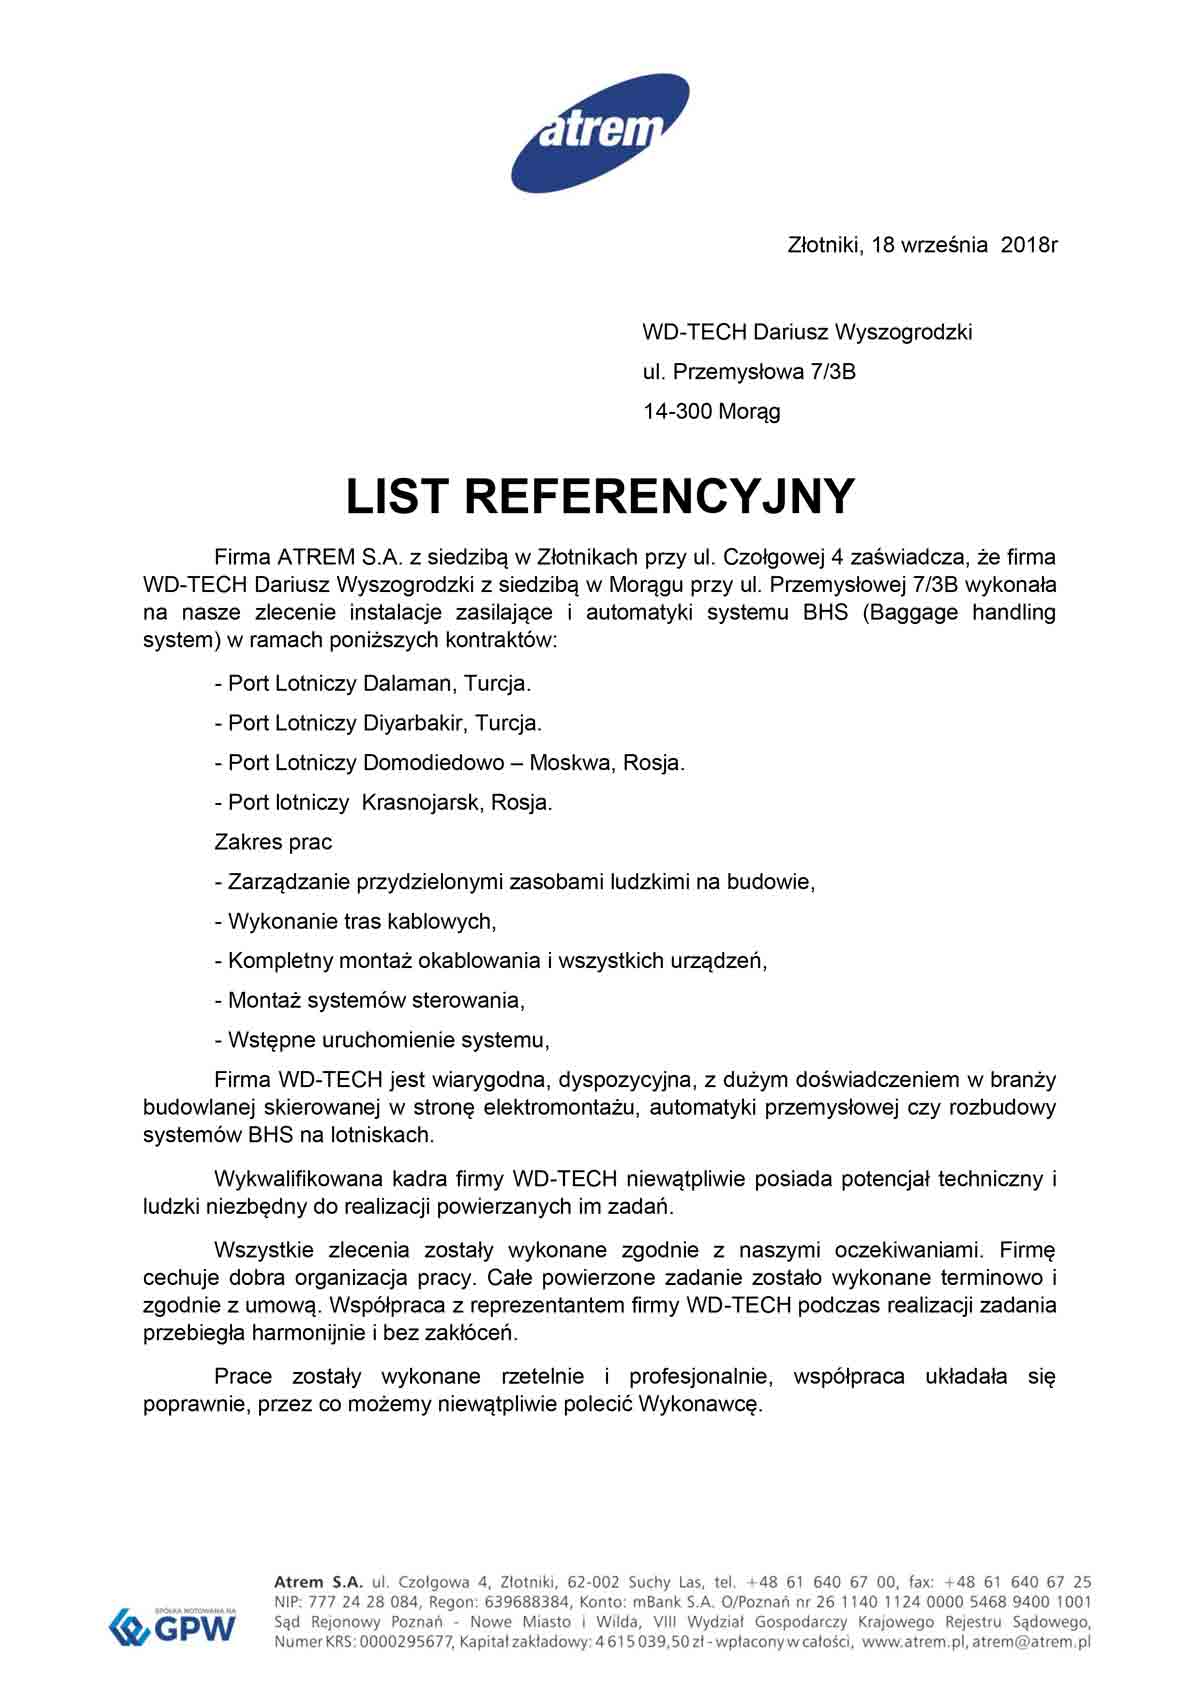 atrem
Złotniki, 18 września  2018r
WD-TECH Dariusz Wyszogrodzki
ul. Przemysłowa 7/3B
14-300 Morąg
LIST REFERENCYJNY
Firma ATREM S.A. z siedzibą w Złotnikach przy ul. Czołgowej 4 zaświadcza, że firma
WD-TECH Dariusz Wyszogrodzki z siedzibą w Morągu przy ul. Przemysłowej 7/3B wykonała
na nasze zlecenie instalacje zasilające i automatyki systemu BHS (Baggage handling
system) w ramach poniższych kontraktów:
- Port Lotniczy Dalaman, Turcja.
- Port Lotniczy Diyarbakir, Turcja.
- Port Lotniczy Domodiedowo – Moskwa, Rosja.
- Port lotniczy  Krasnojarsk, Rosja.
Zakres prac
- Zarządzanie przydzielonymi zasobami ludzkimi na budowie,
- Wykonanie tras kablowych,
- Kompletny montaż okablowania i wszystkich urządzeń,
- Montaż systemów sterowania,
- Wstępne uruchomienie systemu,
Firma WD-TECH jest wiarygodna, dyspozycyjna, z dużym doświadczeniem w branży
budowlanej skierowanej w stronę elektromontażu, automatyki przemysłowej czy rozbudowy
systemów BHS na lotniskach.
Wykwalifikowana kadra firmy WD-TECH niewątpliwie posiada potencjał techniczny i
ludzki niezbędny do realizacji powierzanych im zadań.
Wszystkie zlecenia zostały wykonane zgodnie z naszymi oczekiwaniami. Firmę
cechuje dobra organizacja pracy. Całe powierzone zadanie zostało wykonane terminowo i
zgodnie z umową. Współpraca z reprezentantem firmy WD-TECH podczas realizacji zadania
przebiegła harmonijnie i bez zakłóceń.
Prace zostały wykonane rzetelnie i profesjonalnie, współpraca układała się
poprawnie, przez co możemy niewątpliwie polecić Wykonawcę.
SPÓŁKA NOTOWANA NA
GPW
Atrem S.A. ul. Czołgowa 4, Złotniki, 62-002 Suchy Las, tel. +48 61 640 67 00, fax: +48 61 640 67 25
NIP: 777 24 28 084, Regon: 639688384, Konto: mBank S.A. O/Poznań nr 26 1140 1124 0000 5468 9400 1001
Sąd Rejonowy Poznań - Nowe Miasto i Wilda, VIII Wydział Gospodarczy Krajowego Rejestru Sądowego,
Numer KRS: 0000295677, Kapitał zakładowy: 4 615 039,50 zł - wpłacony w całości, www.atrem.pl, atrem@atrem.pl